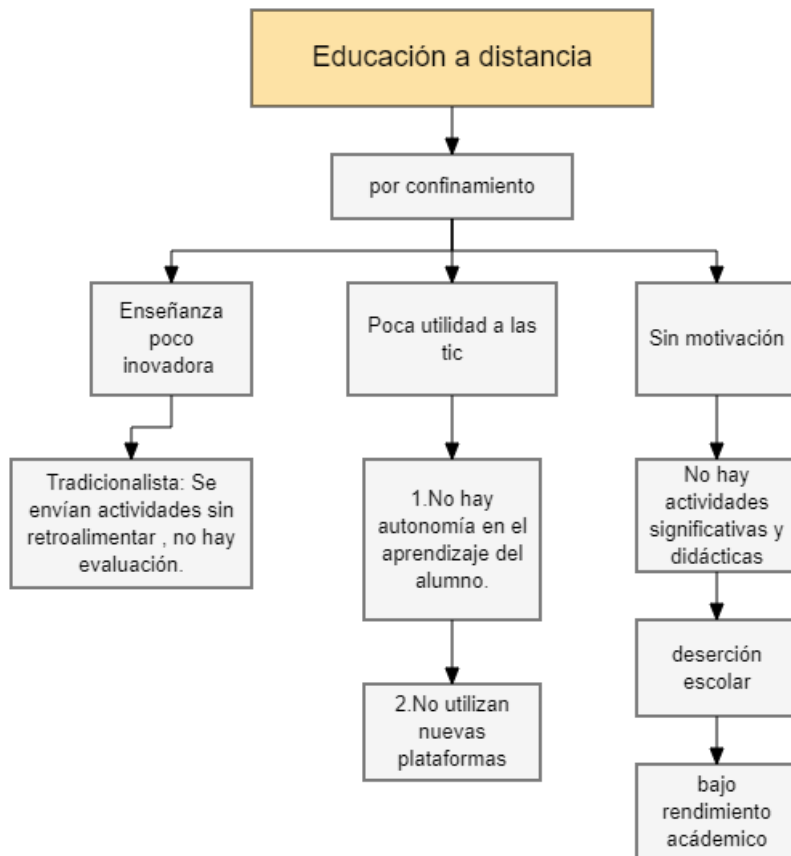 Educación a distancia
por confinamiento
Enseñanza
poco
inovadora
Poca utilidad a las
tic
Sin motivación
Tradicionalista: Se
envían actividades sin
retroalimentar , no hay
evaluación.
1.No hay
autonomía en el
aprendizaje del
alumno.
No hay
actividades
significativas y
didácticas
2.No utilizan
nuevas
plataformas
deserción
escolar
bajo
rendimiento
acádemico